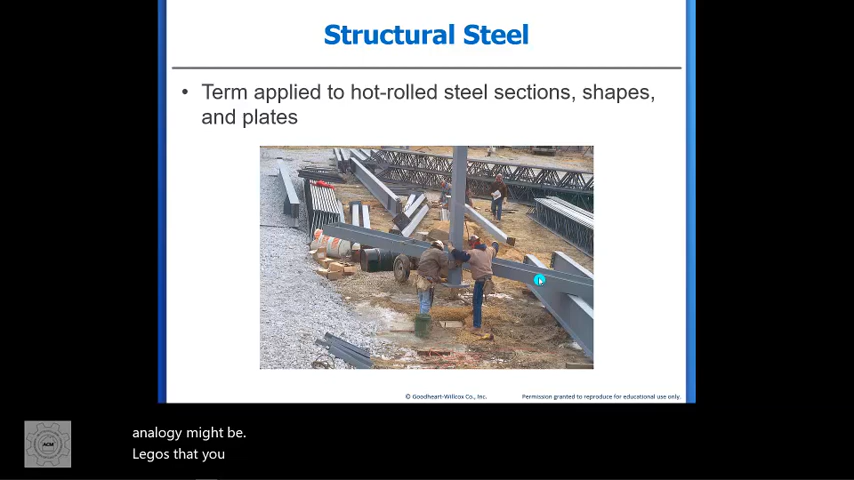 Structural Steel
• Term applied to hot-rolled steel sections, shapes,
and plates
© Goodheart-Willcox Co., Inc.
Permission granted to reproduce for educational use only.
ACM
analogy might be.
Legos that you